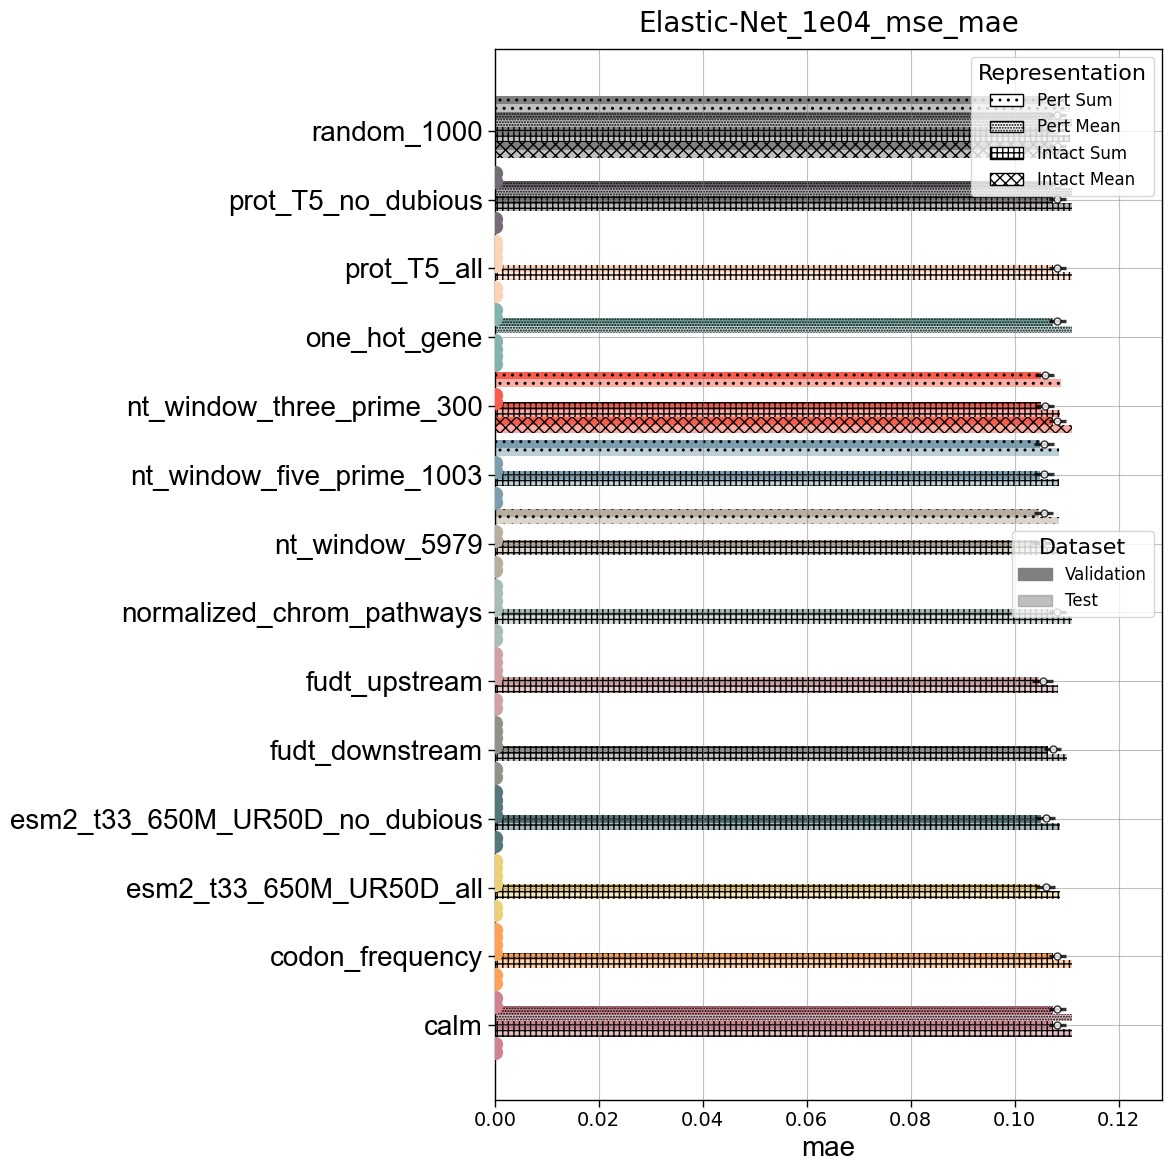 Elastic-Net_1e04_mse_mae
Representation
Pert Sum
Pert Mean
Intact Sum
Intact Mean
random_1000
prot_T5_no_dubious
prot_T5_all
one_hot_gene
nt_window_three_prime_300
nt_window_five_prime_1003
nt_window_5979
Dataset
Validation
Test
normalized_chrom_pathways
fudt_upstream
fudt_downstream
esm2_t33_650M_UR50D_no_dubious
esm2_t33_650M_UR50D_all
codon_frequency
calm
0.00 0.02 0.04 0.06 0.08 0.10 0.12
mae